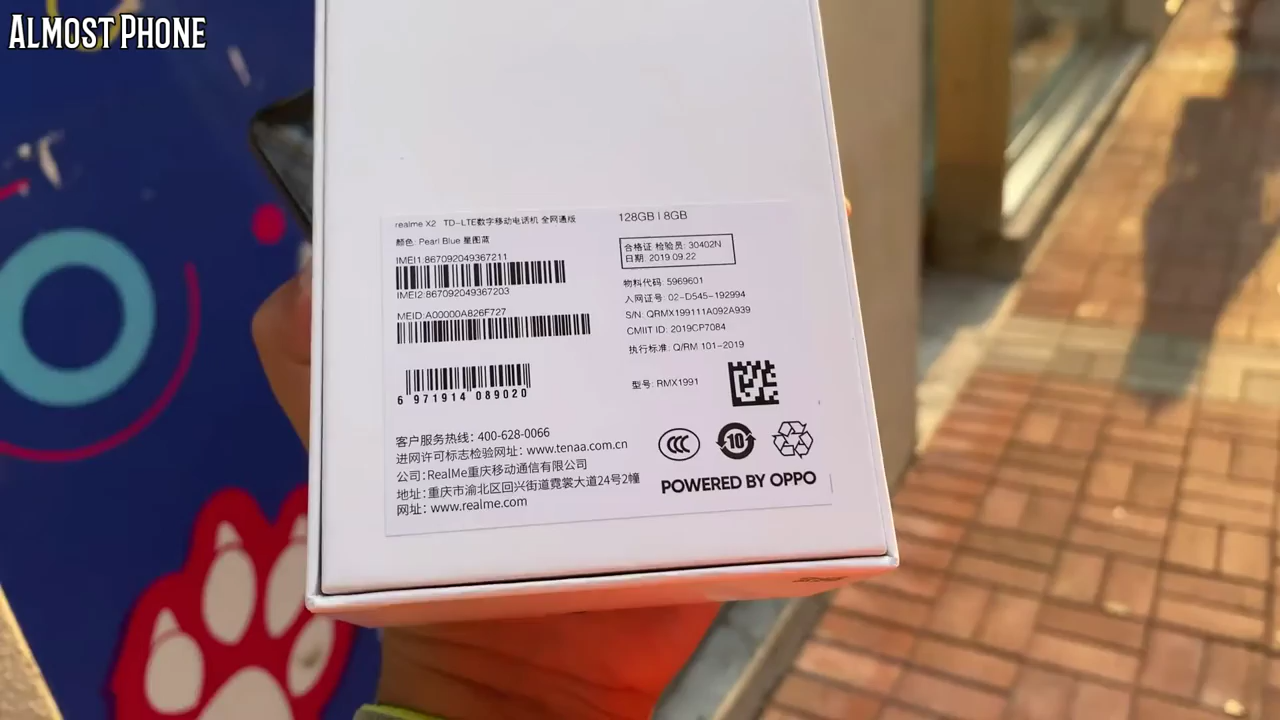 ALMOST PHONE
realme X2 TD-LTE数字移动电话机 全网通版
颜色: Pearl Blue 星图蓝
IMEI1:867092049367211
IMEI2:867092049367203
MEID:A00000A826F727
6 971914 089020
128GB | 8GB
合格证 检验员: 30402N
日期: 2019.09.22
物料代码: 5969601
入网证号: 02-D545-192994
S/N: QRMX199111A092A939
CMIIT ID: 2019CP7084
执行标准: Q/RM 101-2019
型号: RMX1991
客户服务热线: 400-628-0066
进网许可标志检验网址: www.tenaa.com.cn
公司: RealMe重庆移动通信有限公司
地址: 重庆市渝北区回兴街道霓裳大道24号2幢
网址: www.realme.com
CCC
10
POWERED BY OPPO